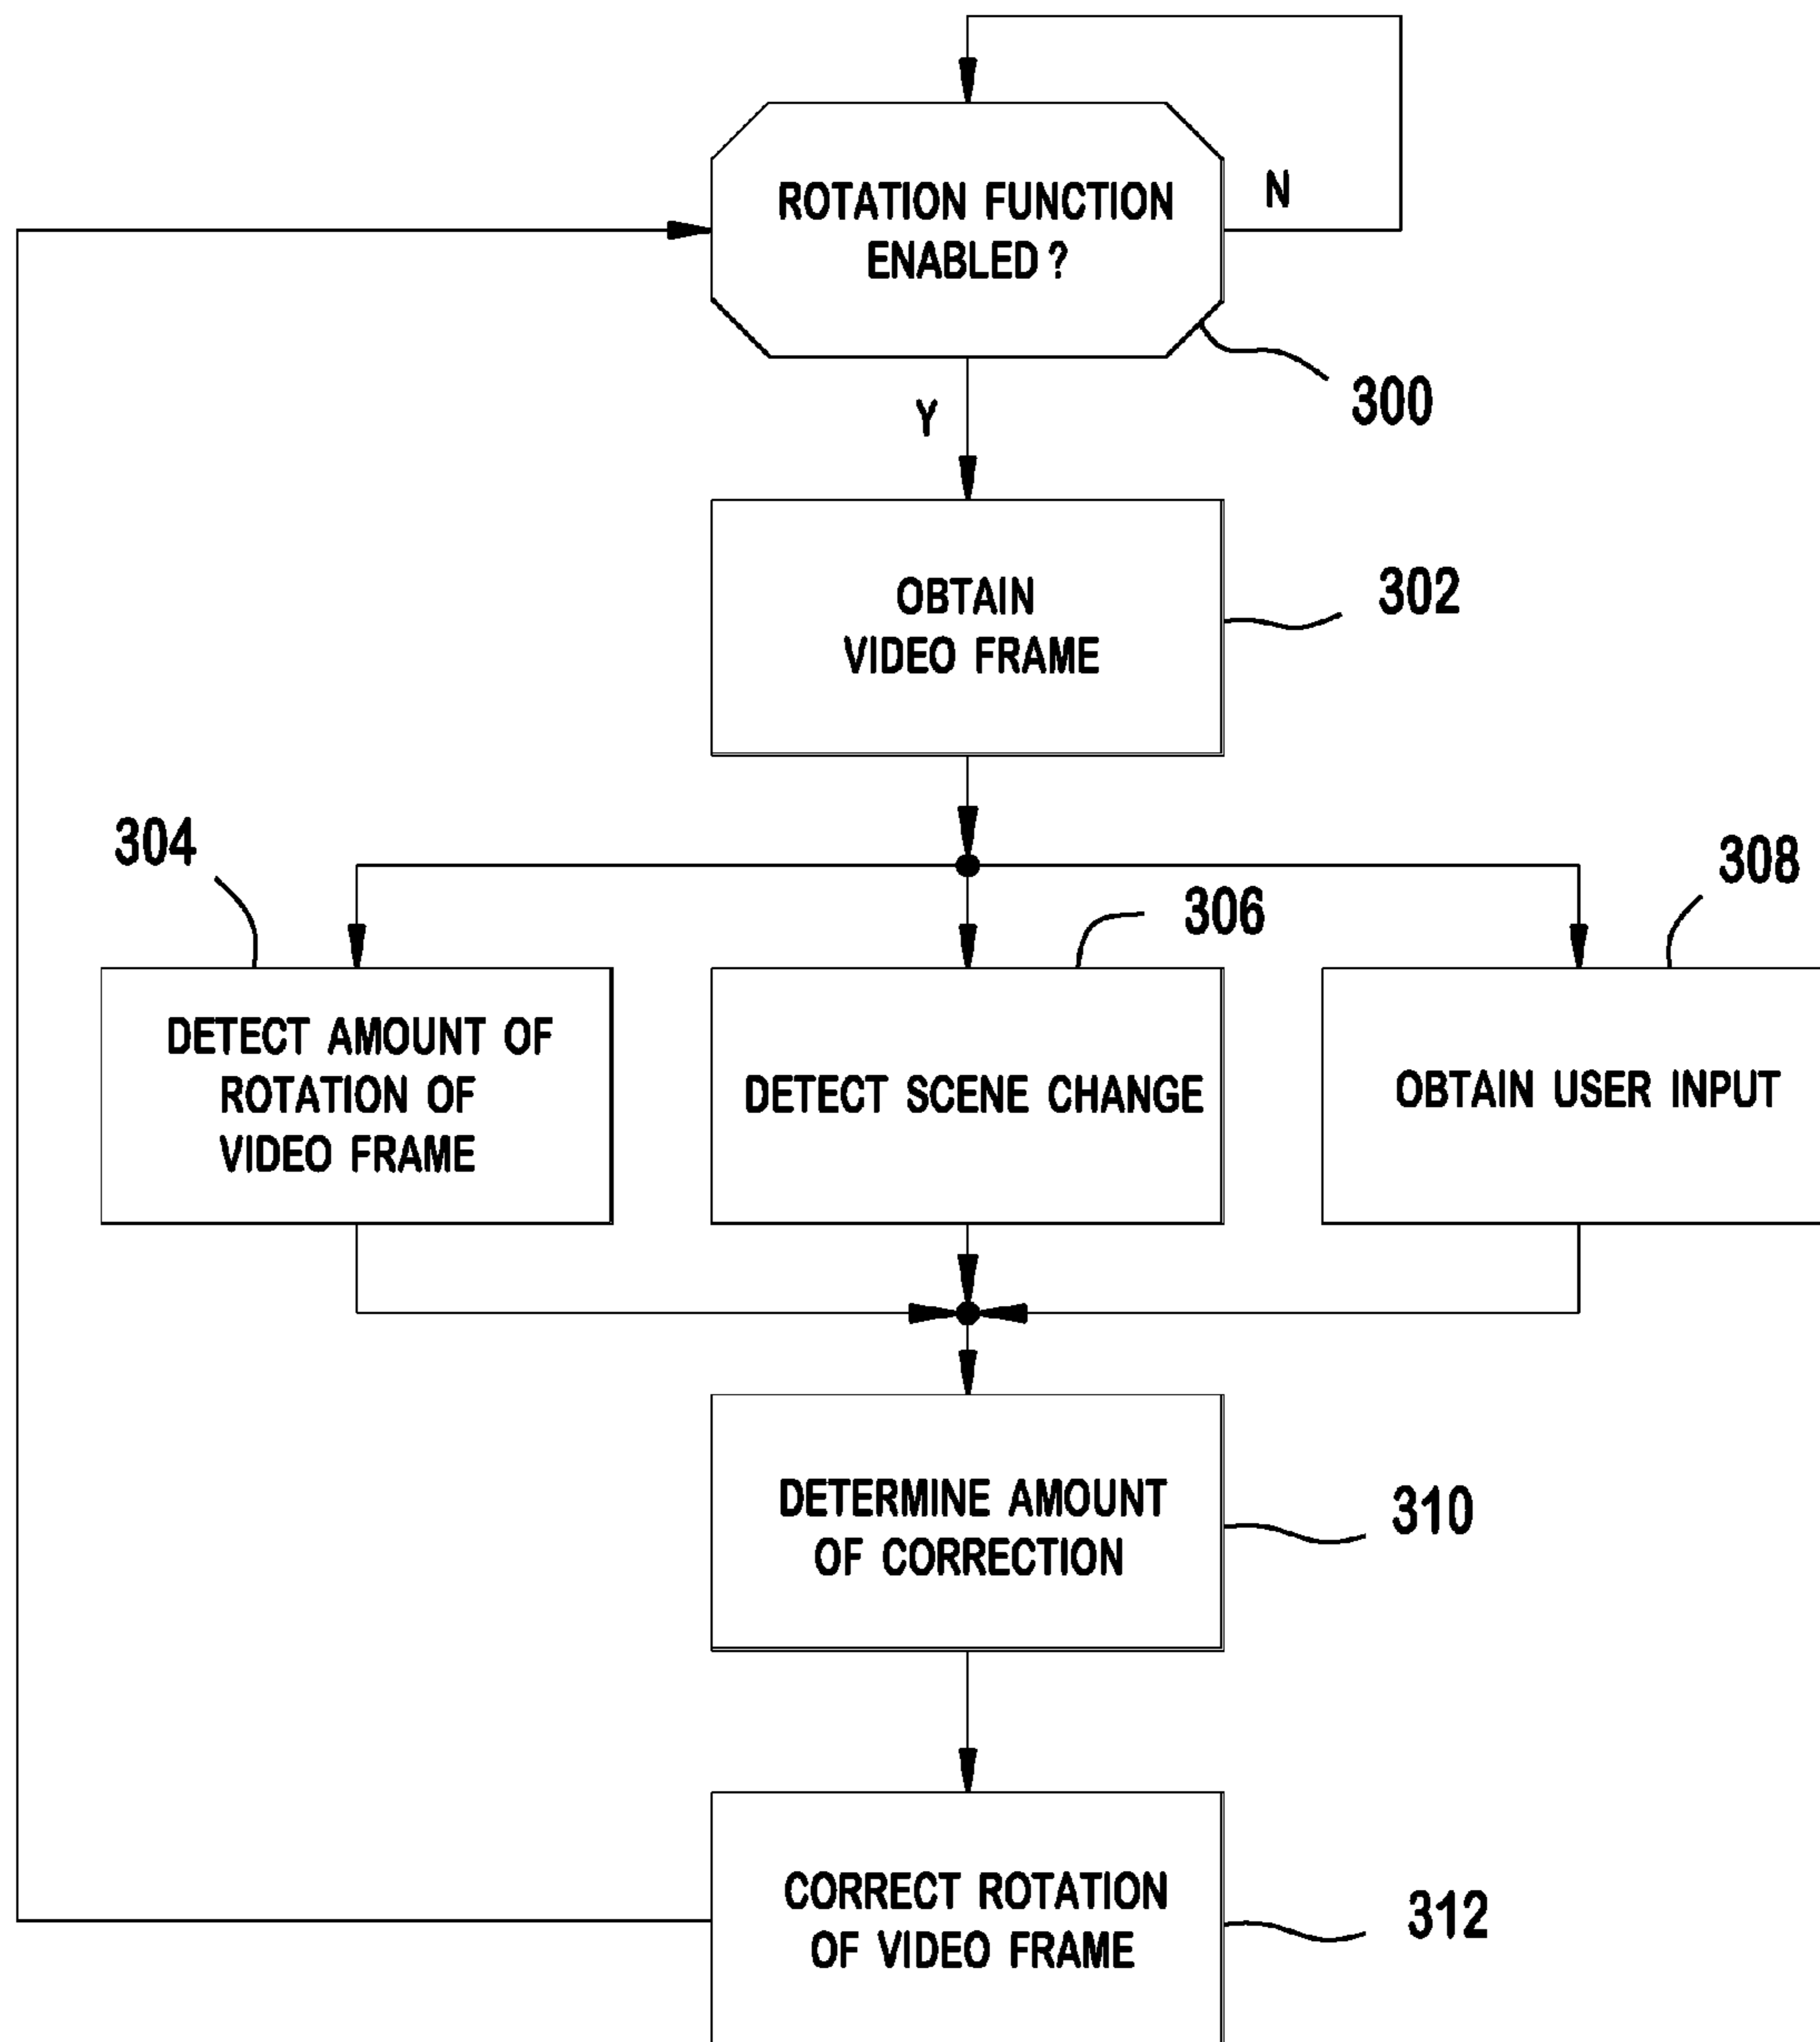 ROTATION FUNCTION
ENABLED ?
N
300
Y
OBTAIN
VIDEO FRAME
302
304
306
308
DETECT AMOUNT OF
ROTATION OF
VIDEO FRAME
DETECT SCENE CHANGE
OBTAIN USER INPUT
DETERMINE AMOUNT
OF CORRECTION
310
CORRECT ROTATION
OF VIDEO FRAME
312